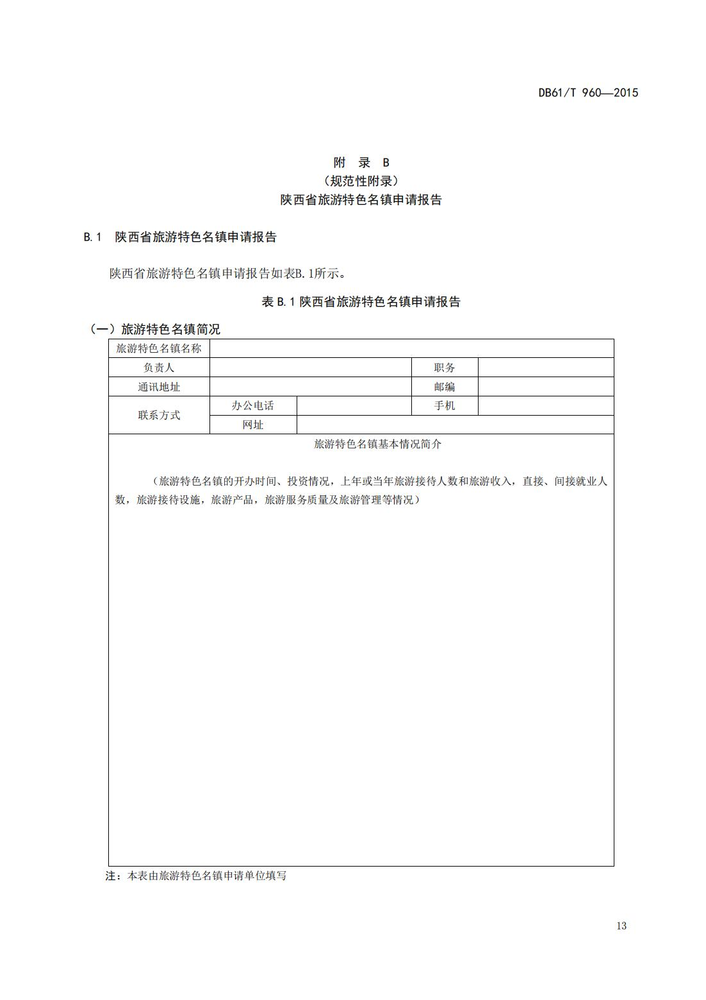 DB61/T 960—2015
附 录 B
（规范性附录）
陕西省旅游特色名镇申请报告
B.1 陕西省旅游特色名镇申请报告
陕西省旅游特色名镇申请报告如表B.1所示。
表 B.1 陕西省旅游特色名镇申请报告
（一）旅游特色名镇简况
旅游特色名镇名称
负责人 职务
通讯地址 邮编
联系方式 办公电话 手机
网址
旅游特色名镇基本情况简介
（旅游特色名镇的开办时间、投资情况，上年或当年旅游接待人数和旅游收入，直接、间接就业人
数，旅游接待设施，旅游产品，旅游服务质量及旅游管理等情况）
注：本表由旅游特色名镇申请单位填写
13